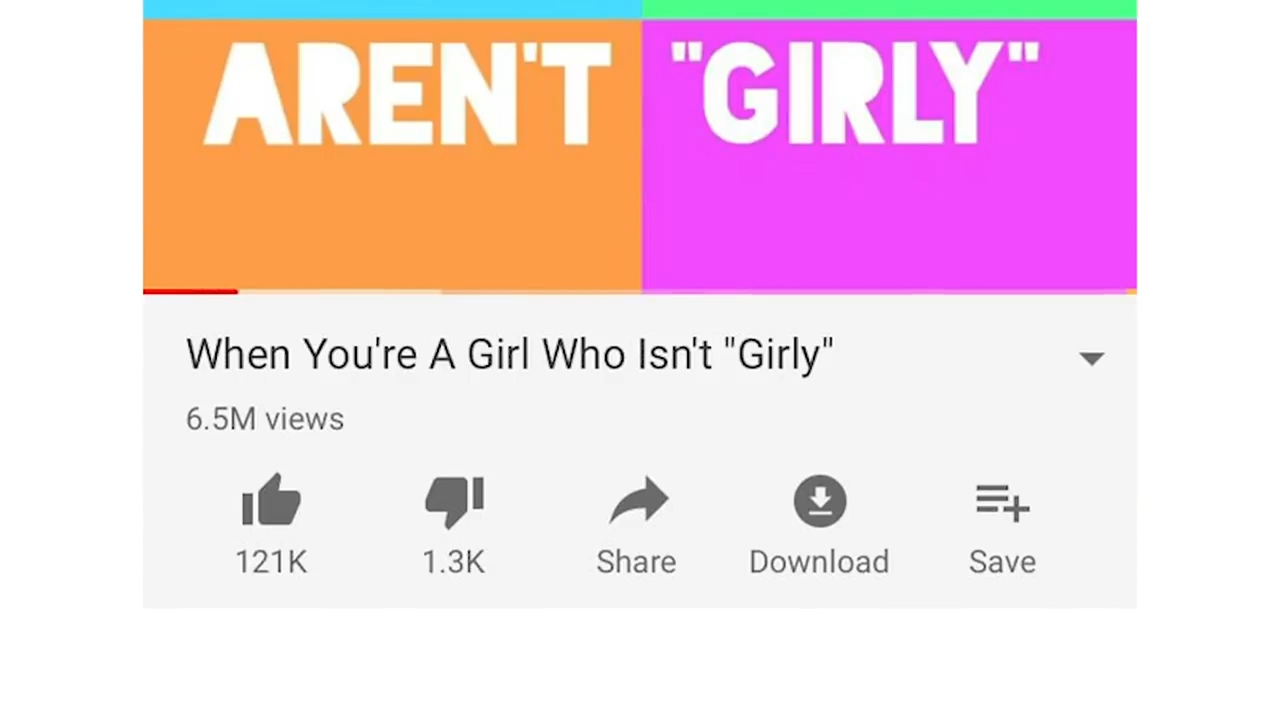 AREN'T "GIRLY"
When You're A Girl Who Isn't "Girly"
6.5M views
121K 1.3K Share Download Save